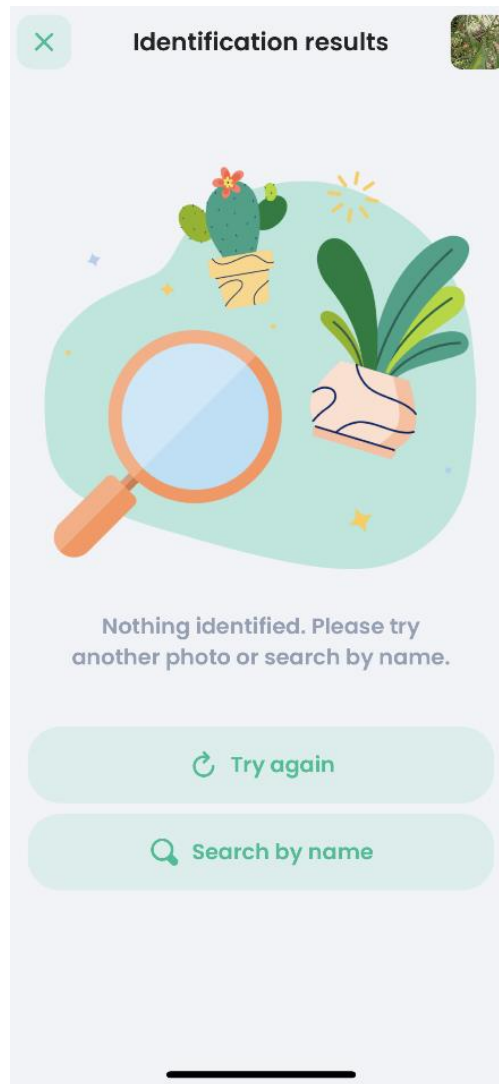 Identification results
Nothing identified. Please try
another photo or search by name.
Try again
Search by name